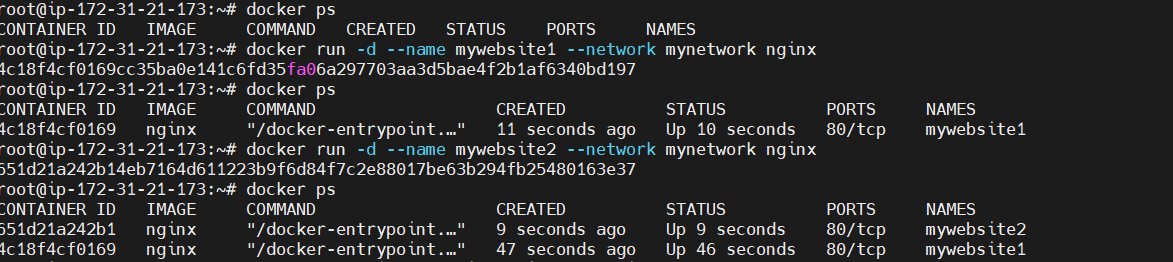 root@ip-172-31-21-173:~# docker ps
CONTAINER ID   IMAGE     COMMAND   CREATED   STATUS    PORTS     NAMES
root@ip-172-31-21-173:~# docker run -d --name mywebsite1 --network mynetwork nginx
4c18f4cf0169cc35ba0e141c6fd35fa06a297703aa3d5bae4f2b1af6340bd197
root@ip-172-31-21-173:~# docker ps
CONTAINER ID   IMAGE     COMMAND                  CREATED          STATUS          PORTS     NAMES
4c18f4cf0169   nginx     "/docker-entrypoint.…"   11 seconds ago   Up 10 seconds   80/tcp    mywebsite1
root@ip-172-31-21-173:~# docker run -d --name mywebsite2 --network mynetwork nginx
651d21a242b14eb7164d611223b9f6d84f7c2e88017be63b294fb25480163e37
root@ip-172-31-21-173:~# docker ps
CONTAINER ID   IMAGE     COMMAND                  CREATED          STATUS          PORTS     NAMES
651d21a242b1   nginx     "/docker-entrypoint.…"   9 seconds ago    Up 9 seconds    80/tcp    mywebsite2
4c18f4cf0169   nginx     "/docker-entrypoint.…"   47 seconds ago   Up 46 seconds   80/tcp    mywebsite1